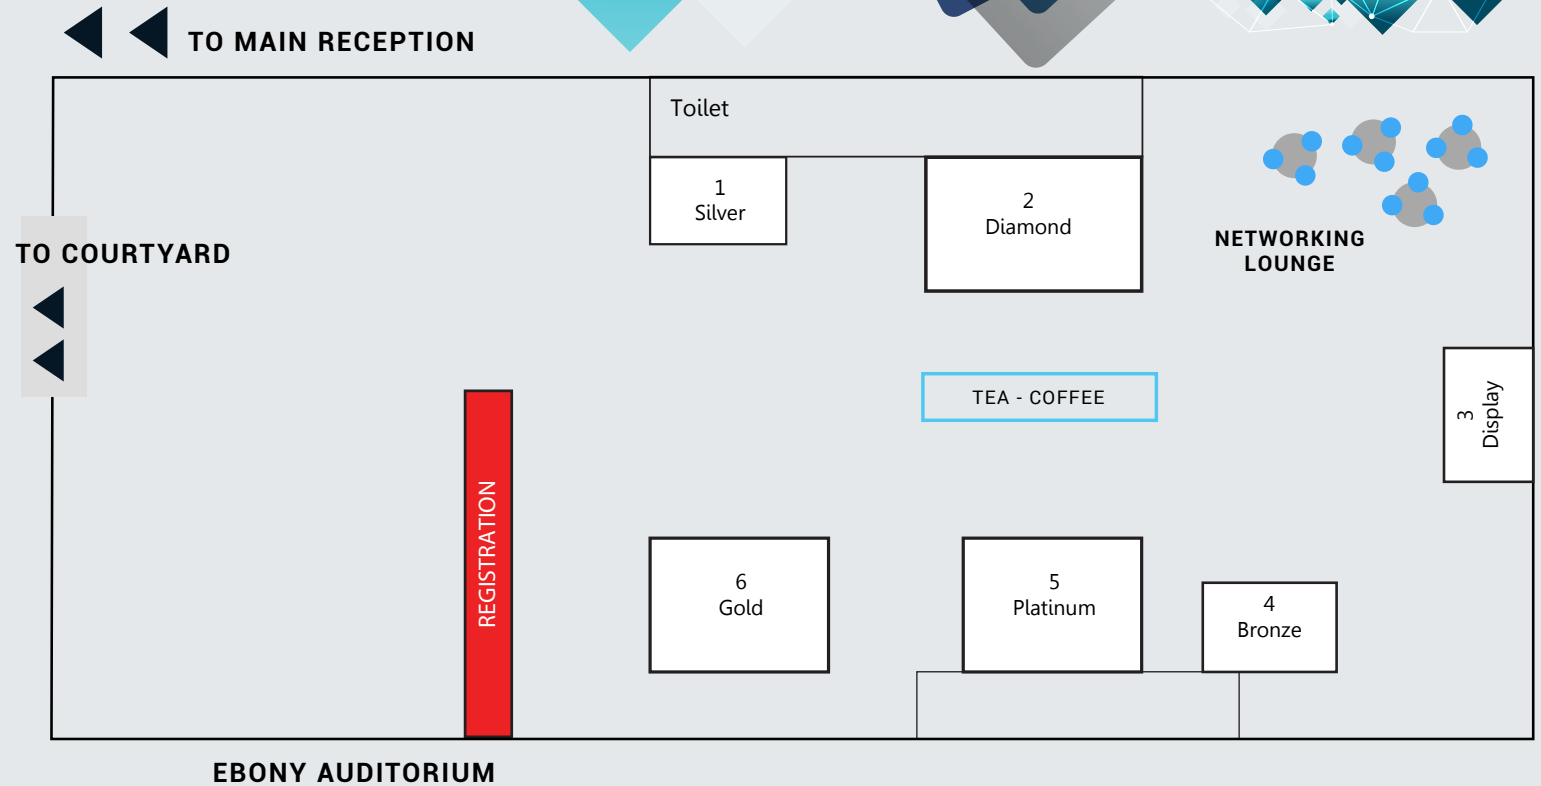 TO MAIN RECEPTION
Toilet
1
Silver
2
Diamond
NETWORKING
LOUNGE
TO COURTYARD
TEA - COFFEE
3
Display
REGISTRATION
6
Gold
5
Platinum
4
Bronze
EBONY AUDITORIUM